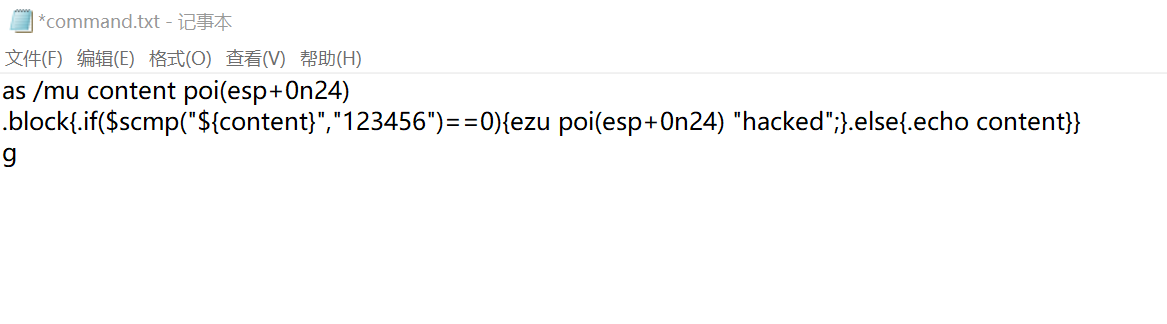 *command.txt - 记事本
文件(F) 编辑(E) 格式(O) 查看(V) 帮助(H)
as /mu content poi(esp+0n24)
.block{.if($scmp("${content}","123456")==0){ezu poi(esp+0n24) "hacked";}.else{.echo content}}
g